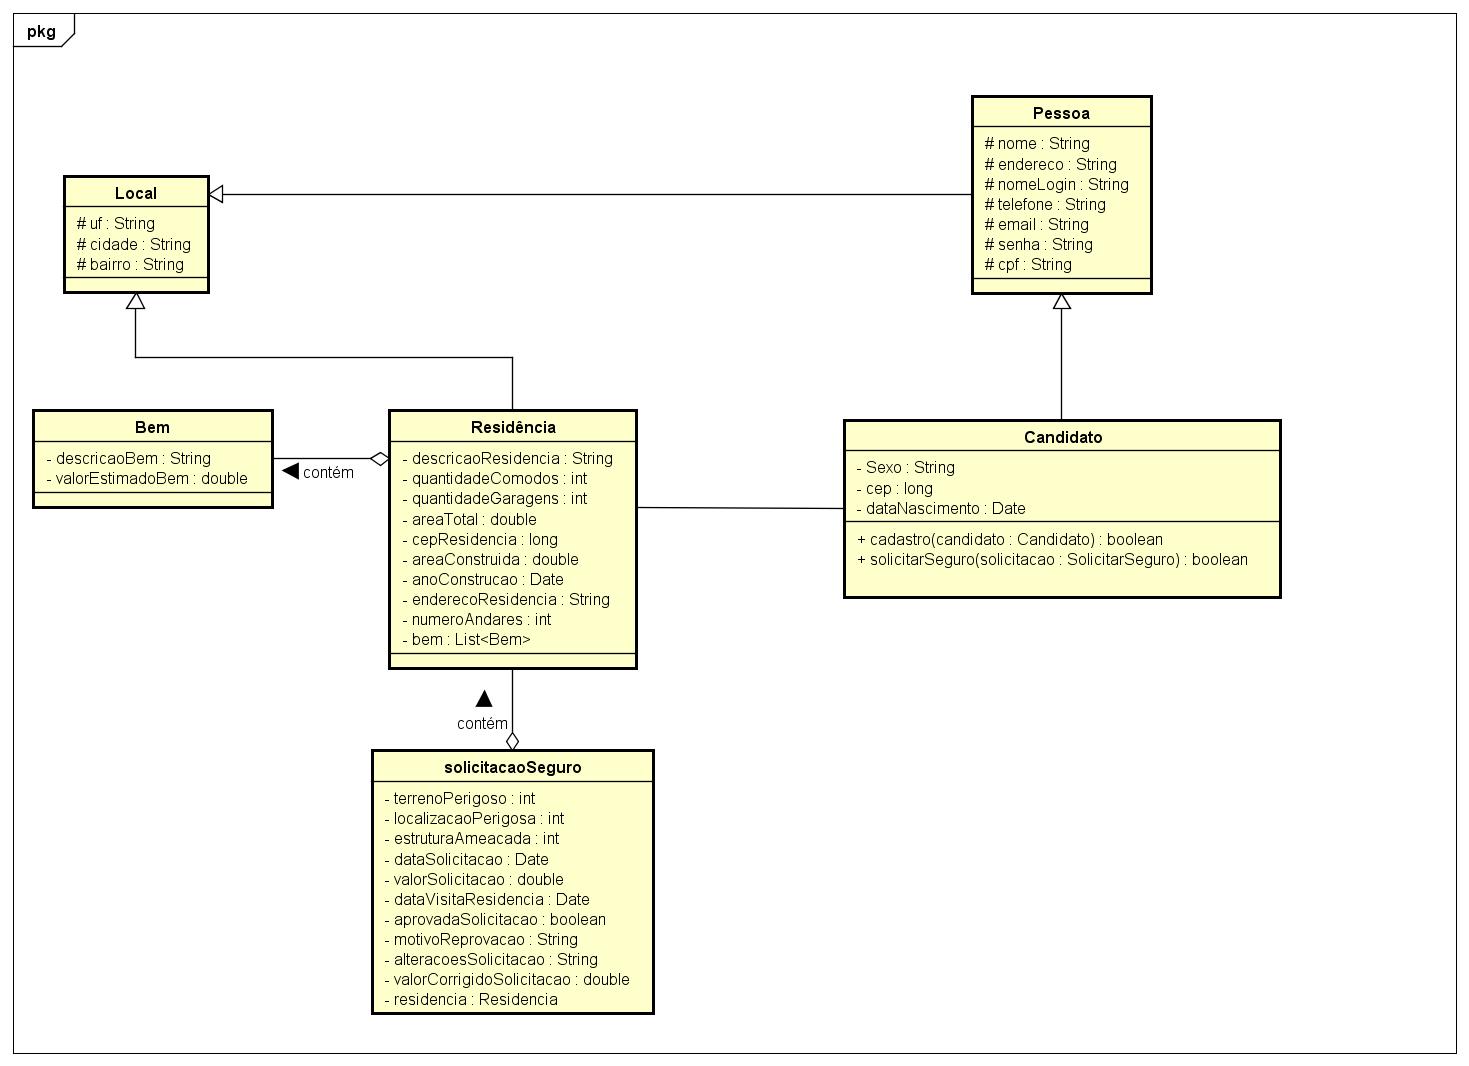 pkg
Pessoa
# nome : String
# endereco : String
# nomeLogin : String
# telefone : String
# email : String
# senha : String
# cpf : String
Local
# uf : String
# cidade : String
# bairro : String
Bem
- descricaoBem : String
- valorEstimadoBem : double
contém
Residência
- descricaoResidencia : String
- quantidadeComodos : int
- quantidadeGaragens : int
- areaTotal : double
- cepResidencia : long
- areaConstruida : double
- anoConstrucao : Date
- enderecoResidencia : String
- numeroAndares : int
- bem : List<Bem>
Candidato
- Sexo : String
- cep : long
- dataNascimento : Date
+ cadastro(candidato : Candidato) : boolean
+ solicitarSeguro(solicitacao : SolicitarSeguro) : boolean
contém
solicitacaoSeguro
- terrenoPerigoso : int
- localizacaoPerigosa : int
- estruturaAmeacada : int
- dataSolicitacao : Date
- valorSolicitacao : double
- dataVisitaResidencia : Date
- aprovadaSolicitacao : boolean
- motivoReprovacao : String
- alteracoesSolicitacao : String
- valorCorrigidoSolicitacao : double
- residencia : Residencia